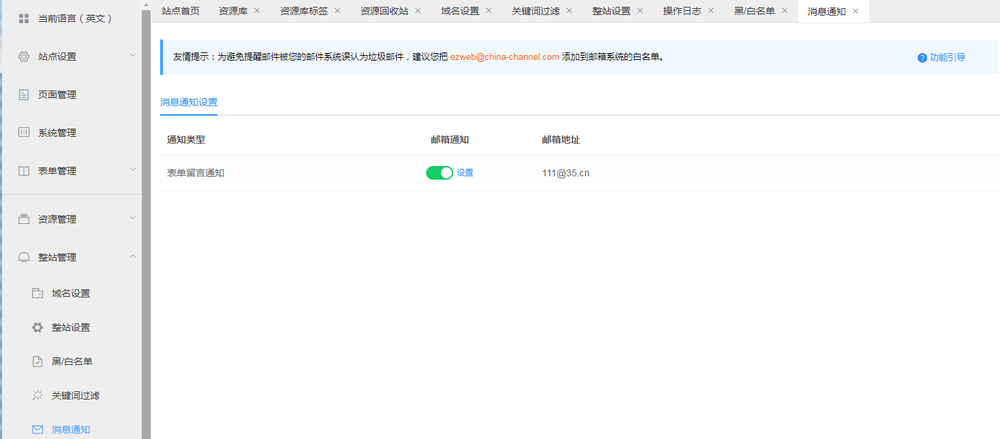 当前语言（英文）
站点设置
页面管理
系统管理
表单管理
资源管理
整站管理
域名设置
整站设置
黑/白名单
关键词过滤
消息通知
站点首页 资源库 资源库标签 资源回收站 域名设置 关键词过滤 整站设置 操作日志 黑/白名单 消息通知
友情提示：为避免提醒邮件被您的邮件系统误认为垃圾邮件，建议您把 ezweb@china-channel.com 添加到邮箱系统的白名单。 功能引导
消息通知设置
通知类型 邮箱通知 邮箱地址
表单留言通知 设置 111@35.cn